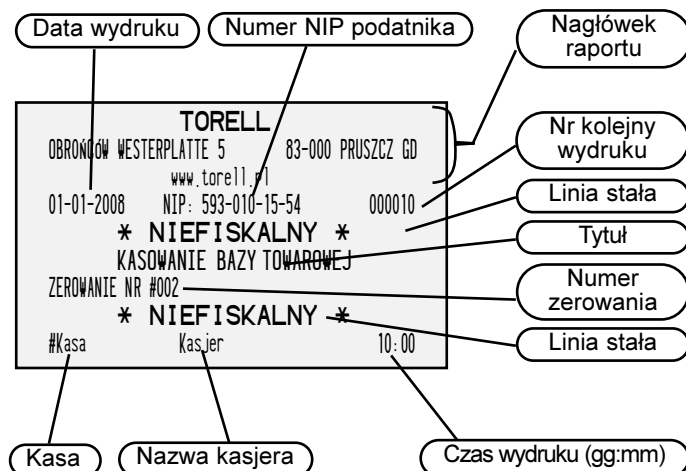 Data wydruku
Numer NIP podatnika
Nagłówek
raportu
TORELL
OBROŃCÓW WESTERPLATTE 5 83-000 PRUSZCZ GD
www.torell.pl
Nr kolejny
wydruku
01-01-2008 NIP: 593-010-15-54 000010
Linia stała
* NIEFISKALNY *
Tytuł
KASOWANIE BAZY TOWAROWEJ
Numer
zerowania
ZEROWANIE NR #002
* NIEFISKALNY *
Linia stała
#Kasa Kasjer 10:00
Kasa
Nazwa kasjera
Czas wydruku (gg:mm)